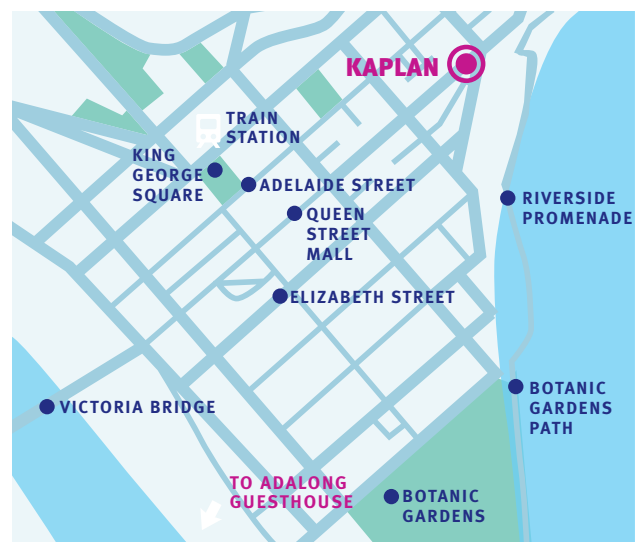 KAPLAN
TRAIN
STATION
KING
GEORGE
SQUARE
ADELAIDE STREET
QUEEN
STREET
MALL
RIVERSIDE
PROMENADE
ELIZABETH STREET
VICTORIA BRIDGE
BOTANIC
GARDENS
PATH
TO ADALONG
GUESTHOUSE
BOTANIC
GARDENS